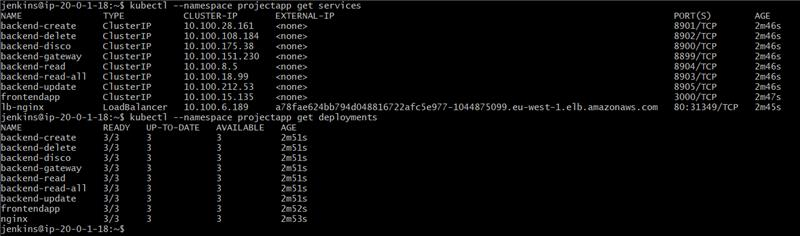 jenkins@ip-20-0-1-18:~$ kubectl --namespace projectapp get services
NAME TYPE CLUSTER-IP EXTERNAL-IP PORT(S) AGE
backend-create ClusterIP 10.100.28.161 <none> 8901/TCP 2m46s
backend-delete ClusterIP 10.100.108.184 <none> 8902/TCP 2m46s
backend-disco ClusterIP 10.100.175.38 <none> 8900/TCP 2m46s
backend-gateway ClusterIP 10.100.151.230 <none> 8899/TCP 2m46s
backend-read ClusterIP 10.100.8.5 <none> 8904/TCP 2m46s
backend-read-all ClusterIP 10.100.18.99 <none> 8903/TCP 2m46s
backend-update ClusterIP 10.100.212.53 <none> 8905/TCP 2m46s
frontendapp ClusterIP 10.100.15.135 <none> 3000/TCP 2m47s
lb-nginx LoadBalancer 10.100.6.189 a78fae624bb794d048816722afc5e977-1044875099.eu-west-1.elb.amazonaws.com 80:31349/TCP 2m45s
jenkins@ip-20-0-1-18:~$ kubectl --namespace projectapp get deployments
NAME READY UP-TO-DATE AVAILABLE AGE
backend-create 3/3 3 3 2m51s
backend-delete 3/3 3 3 2m51s
backend-disco 3/3 3 3 2m51s
backend-gateway 3/3 3 3 2m51s
backend-read 3/3 3 3 2m51s
backend-read-all 3/3 3 3 2m51s
backend-update 3/3 3 3 2m51s
frontendapp 3/3 3 3 2m52s
nginx 3/3 3 3 2m53s
jenkins@ip-20-0-1-18:~$